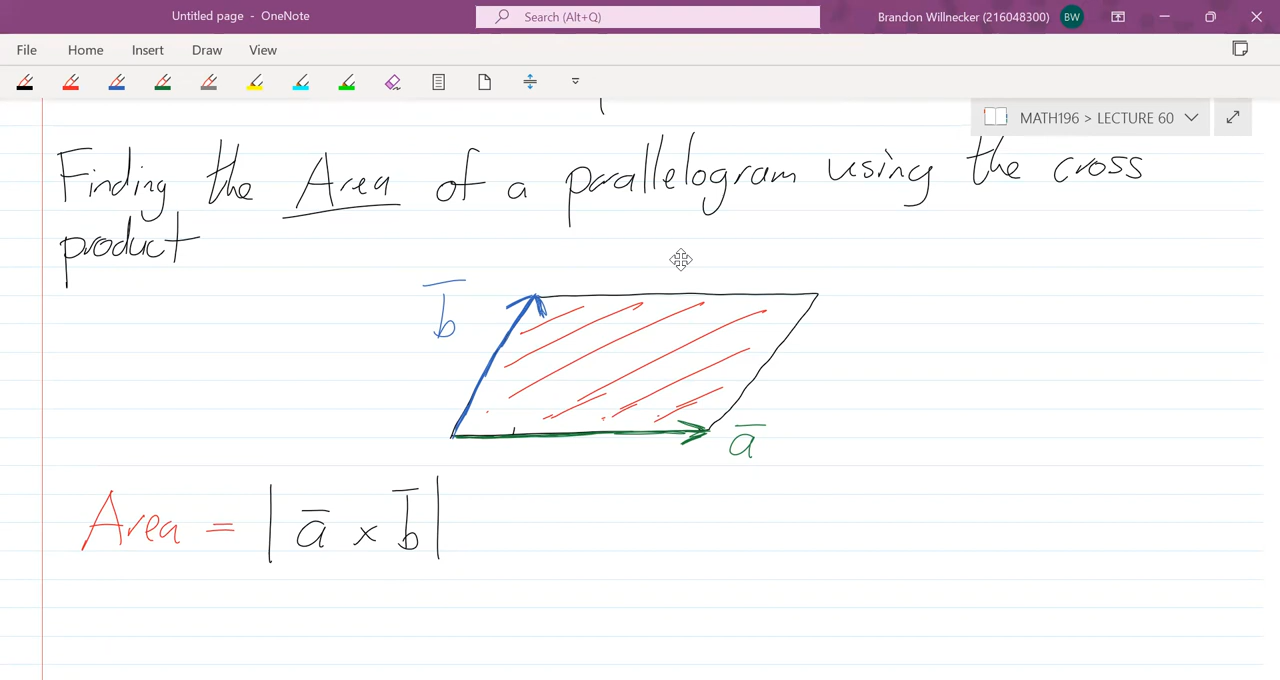 Untitled page - OneNote
Search (Alt+Q)
Brandon Willnecker (216048300)
BW
File Home Insert Draw View
MATH196 > LECTURE 60
Finding the Area of a parallelogram using the cross
product
b̅
a̅
Area = | a̅ × b̅ |